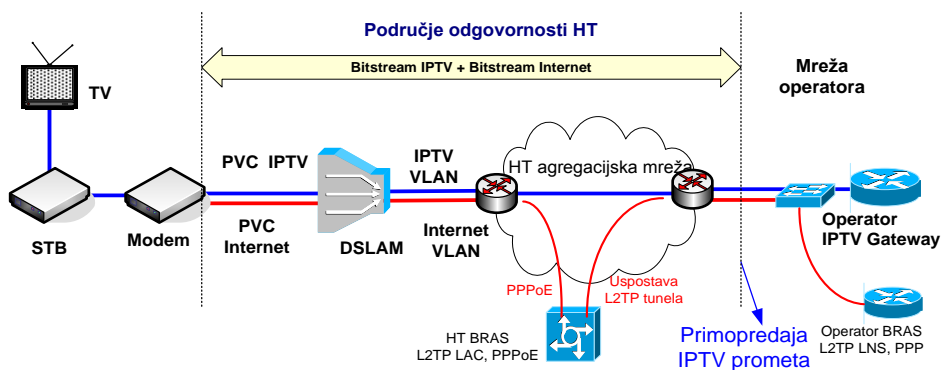 Područje odgovornosti HT
Bitstream IPTV + Bitstream Internet
Mreža
operatora
TV
PVC IPTV
IPTV
VLAN
HT agregacijska mreža
STB
Modem
PVC
Internet
DSLAM
Internet
VLAN
Operator
IPTV Gateway
PPPoE
Uspostava
L2TP tunela
HT BRAS
L2TP LAC, PPPoE
Primopredaja
IPTV prometa
Operator BRAS
L2TP LNS, PPP